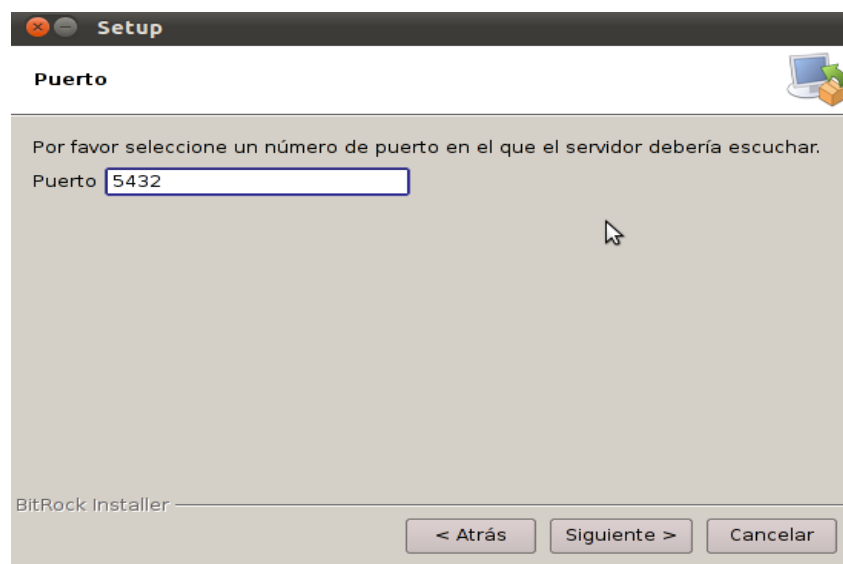 Setup
Puerto
Por favor seleccione un número de puerto en el que el servidor debería escuchar.
Puerto 5432
BitRock Installer
< Atrás Siguiente > Cancelar